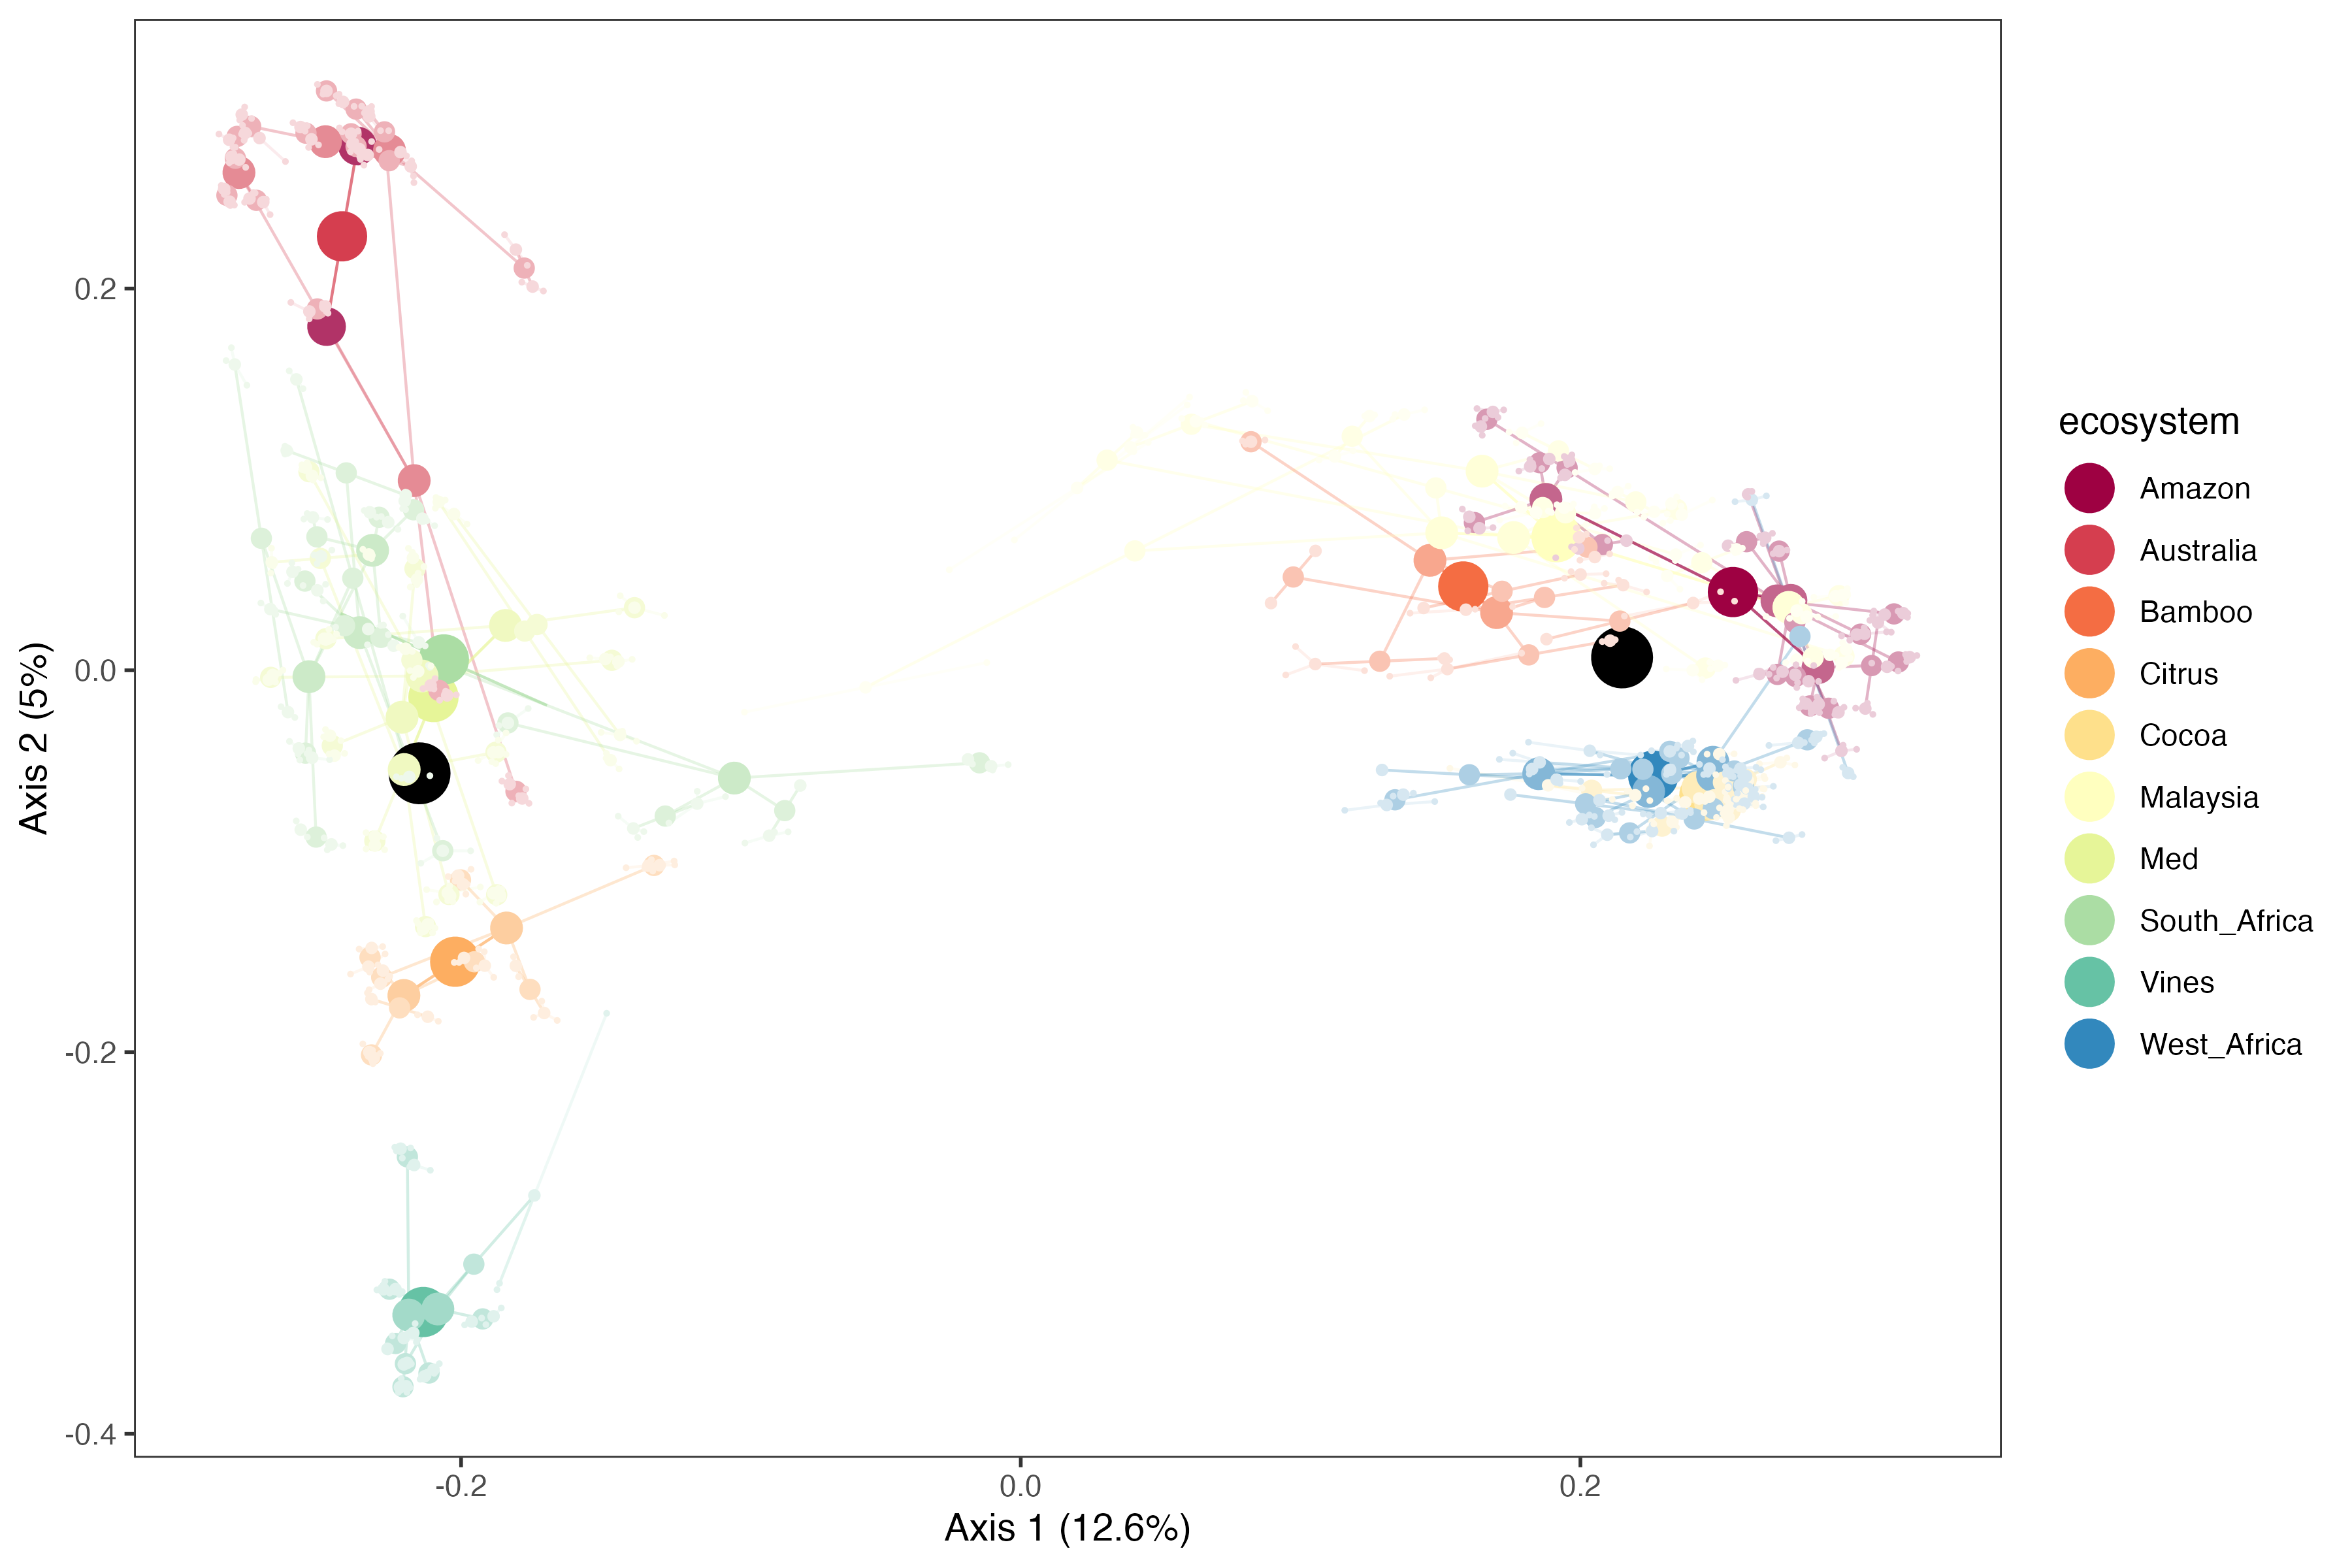 0.2
0.0
-0.2
-0.4
Axis 2 (5%)
-0.2
0.0
0.2
Axis 1 (12.6%)
ecosystem
Amazon
Australia
Bamboo
Citrus
Cocoa
Malaysia
Med
South_Africa
Vines
West_Africa